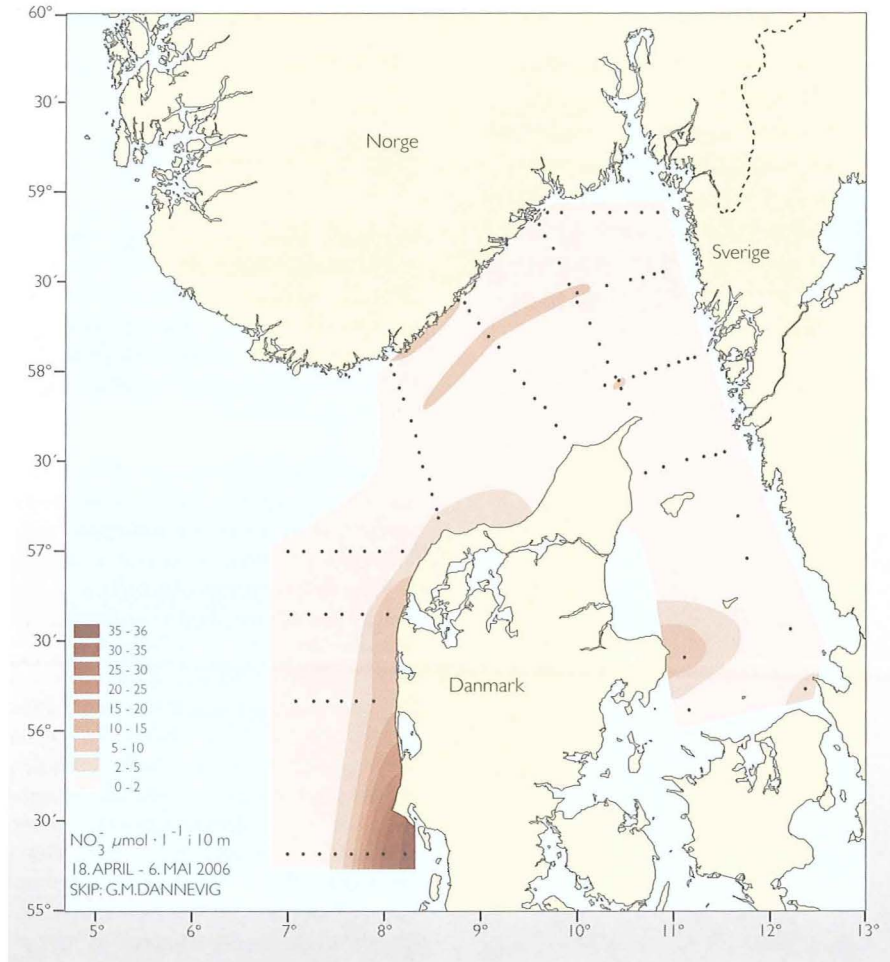 60°
30´
59°
30´
58°
30´
57°
30´
56°
30´
55°
Norge
Sverige
Danmark
35 - 36
30 - 35
25 - 30
20 - 25
15 - 20
10 - 15
5 - 10
2 - 5
0 - 2
NO₃⁻ µmol · l⁻¹ i 10 m
18. APRIL - 6. MAI 2006
SKIP: G.M.DANNEVIG
5° 6° 7° 8° 9° 10° 11° 12° 13°